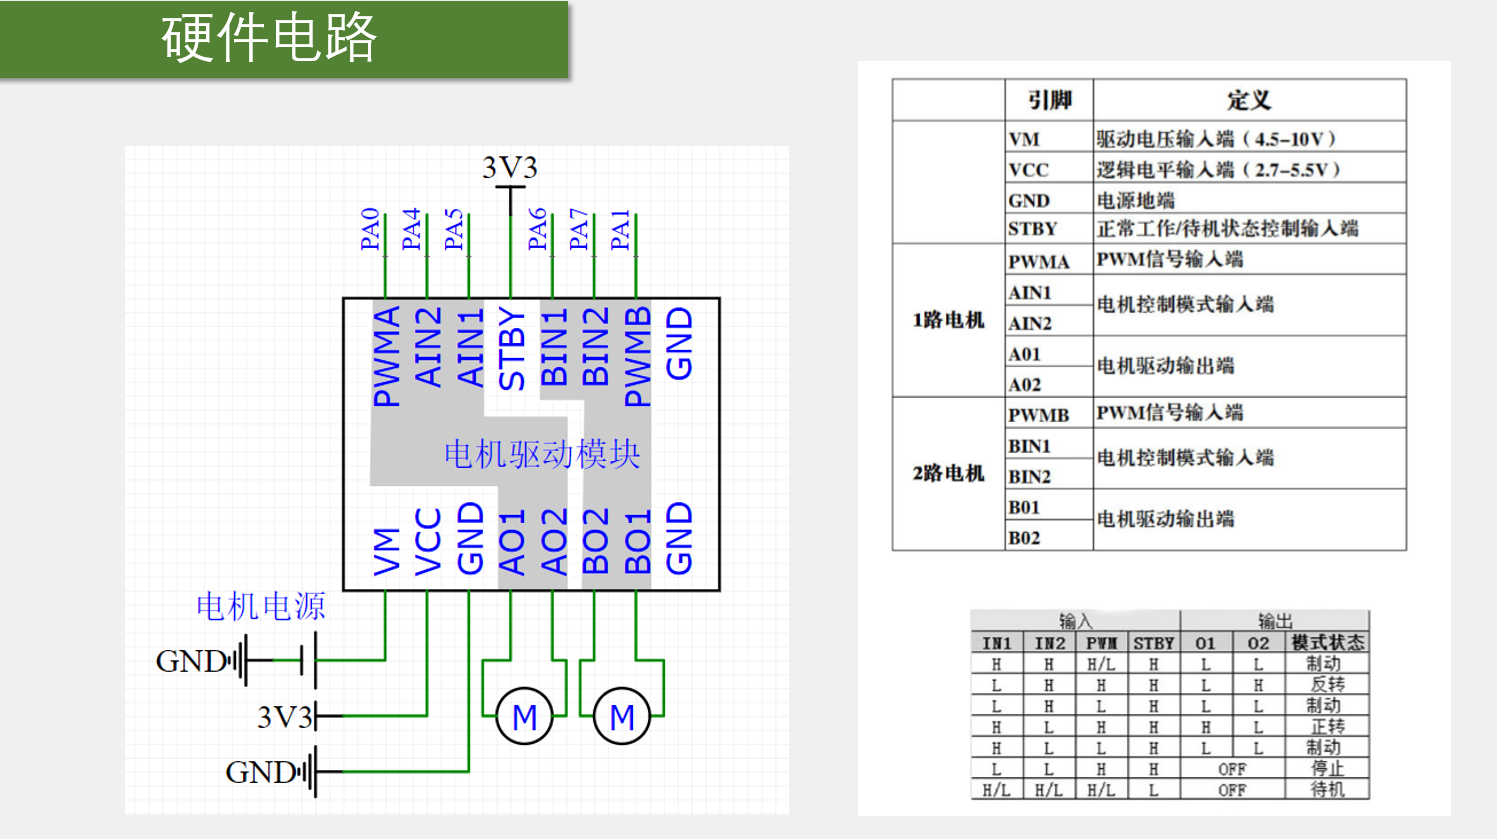 硬件电路
3V3
PA0 PA4 PA5 PA6 PA7 PA1
PWMA AIN2 AIN1 STBY BIN1 BIN2 PWMB GND
电机驱动模块
VM VCC GND AO1 AO2 BO2 BO1 GND
电机电源
GND
3V3
GND
M M
引脚 定义
VM 驱动电压输入端（4.5-10V）
VCC 逻辑电平输入端（2.7-5.5V）
GND 电源地端
STBY 正常工作/待机状态控制输入端
1路电机
PWMA PWM信号输入端
AIN1
电机控制模式输入端
AIN2
A01
电机驱动输出端
A02
2路电机
PWMB PWM信号输入端
BIN1
电机控制模式输入端
BIN2
B01
电机驱动输出端
B02
输入 输出
IN1 IN2 PWM STBY O1 O2 模式状态
H H H/L H L L 制动
L H H H L H 反转
L H L H L L 制动
H L H H H L 正转
H L L H L L 制动
L L H H OFF 停止
H/L H/L H/L L OFF 待机